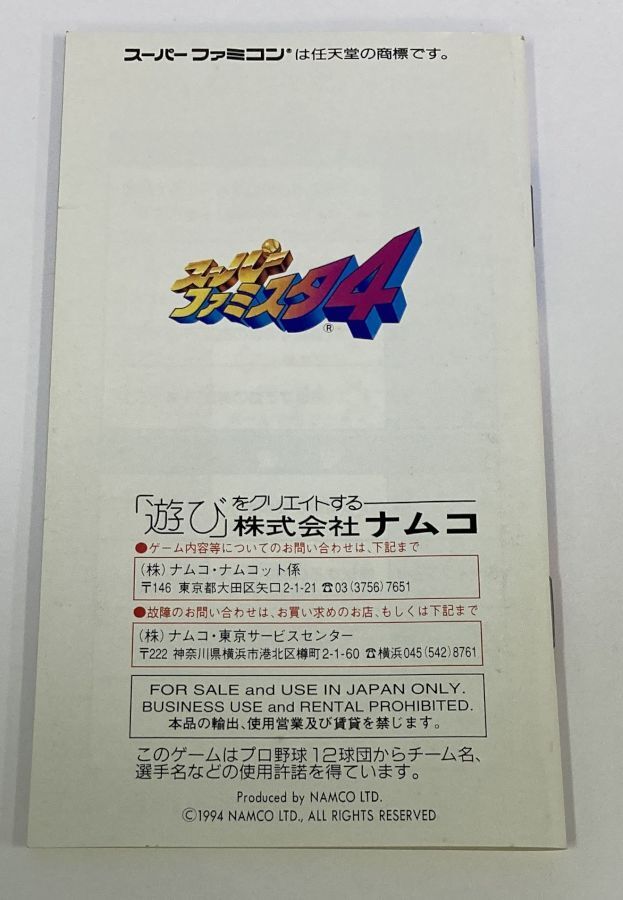 スーパーファミコン®は任天堂の商標です。
スーパー
ファミスタ4
®
「遊び」をクリエイトする――
株式会社ナムコ
●ゲーム内容等についてのお問い合わせは、下記まで
(株)ナムコ・ナムコット係
〒146 東京都大田区矢口2-1-21 ☎03(3756)7651
●故障のお問い合わせは、お買い求めのお店、もしくは下記まで
(株)ナムコ・東京サービスセンター
〒222 神奈川県横浜市港北区樽町2-1-60 ☎横浜045(542)8761
FOR SALE and USE IN JAPAN ONLY.
BUSINESS USE and RENTAL PROHIBITED.
本品の輸出、使用営業及び賃貸を禁じます。
このゲームはプロ野球12球団からチーム名、
選手名などの使用許諾を得ています。
Produced by NAMCO LTD.
©1994 NAMCO LTD., ALL RIGHTS RESERVED